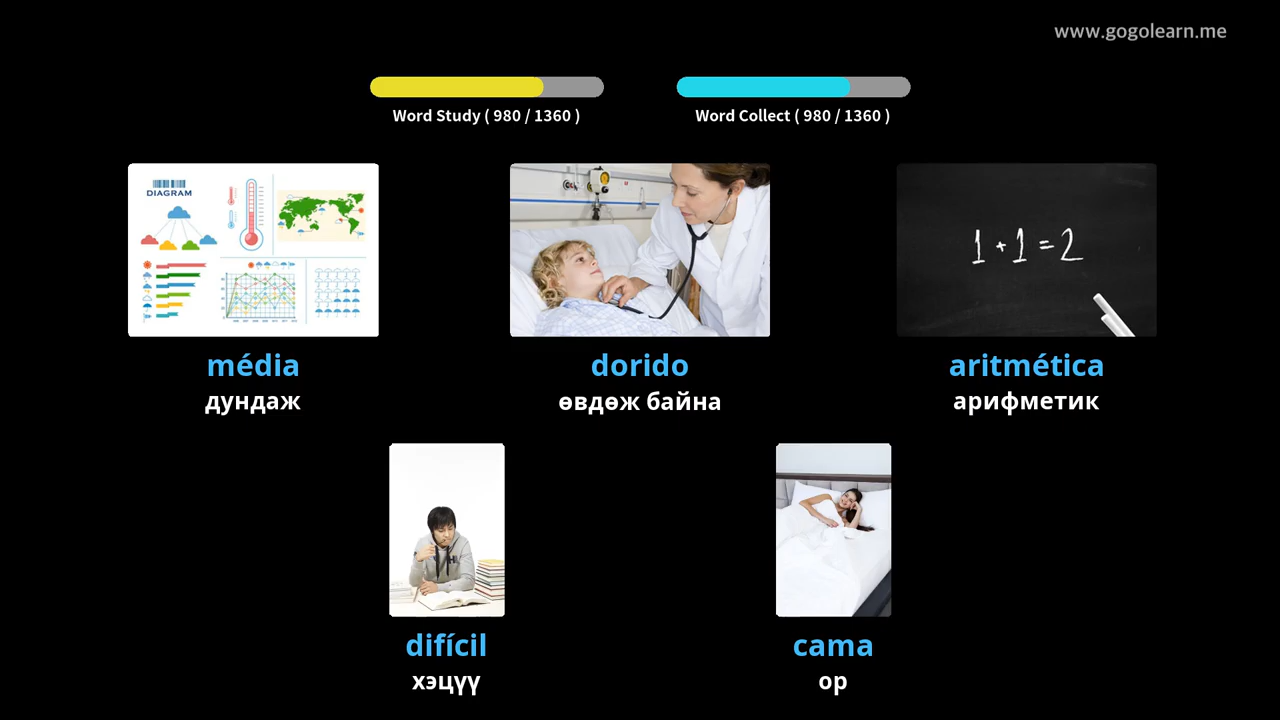 www.gogolearn.me
Word Study ( 980 / 1360 )
Word Collect ( 980 / 1360 )
DIAGRAM
1 + 1 = 2
média
дундаж
dorido
өвдөж байна
aritmética
арифметик
difícil
хэцүү
cama
ор